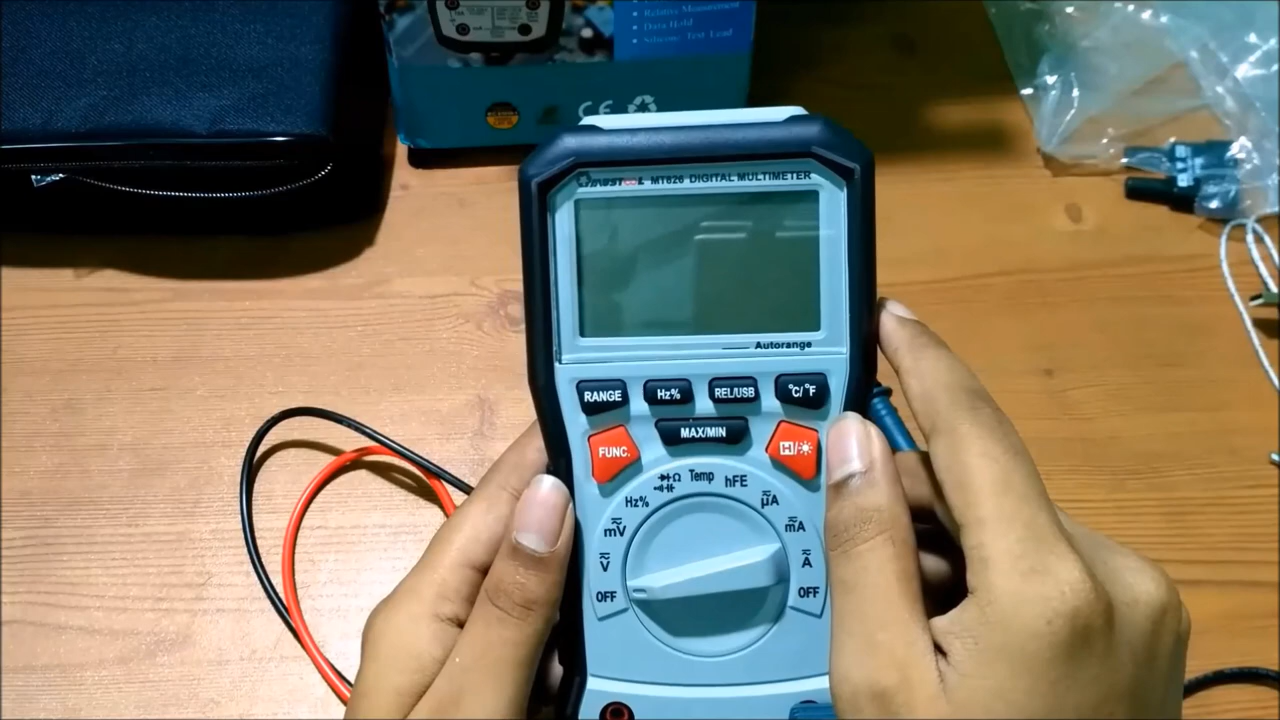 Relative Measurement
Data Hold
Silicone Test Lead
CE
MT826 DIGITAL MULTIMETER
Autorange
RANGE
Hz%
REL/USB
°C/°F
MAX/MIN
FUNC.
H/☀
Temp
hFE
Ω
Hz%
µA
mV
mA
V
A
OFF
OFF